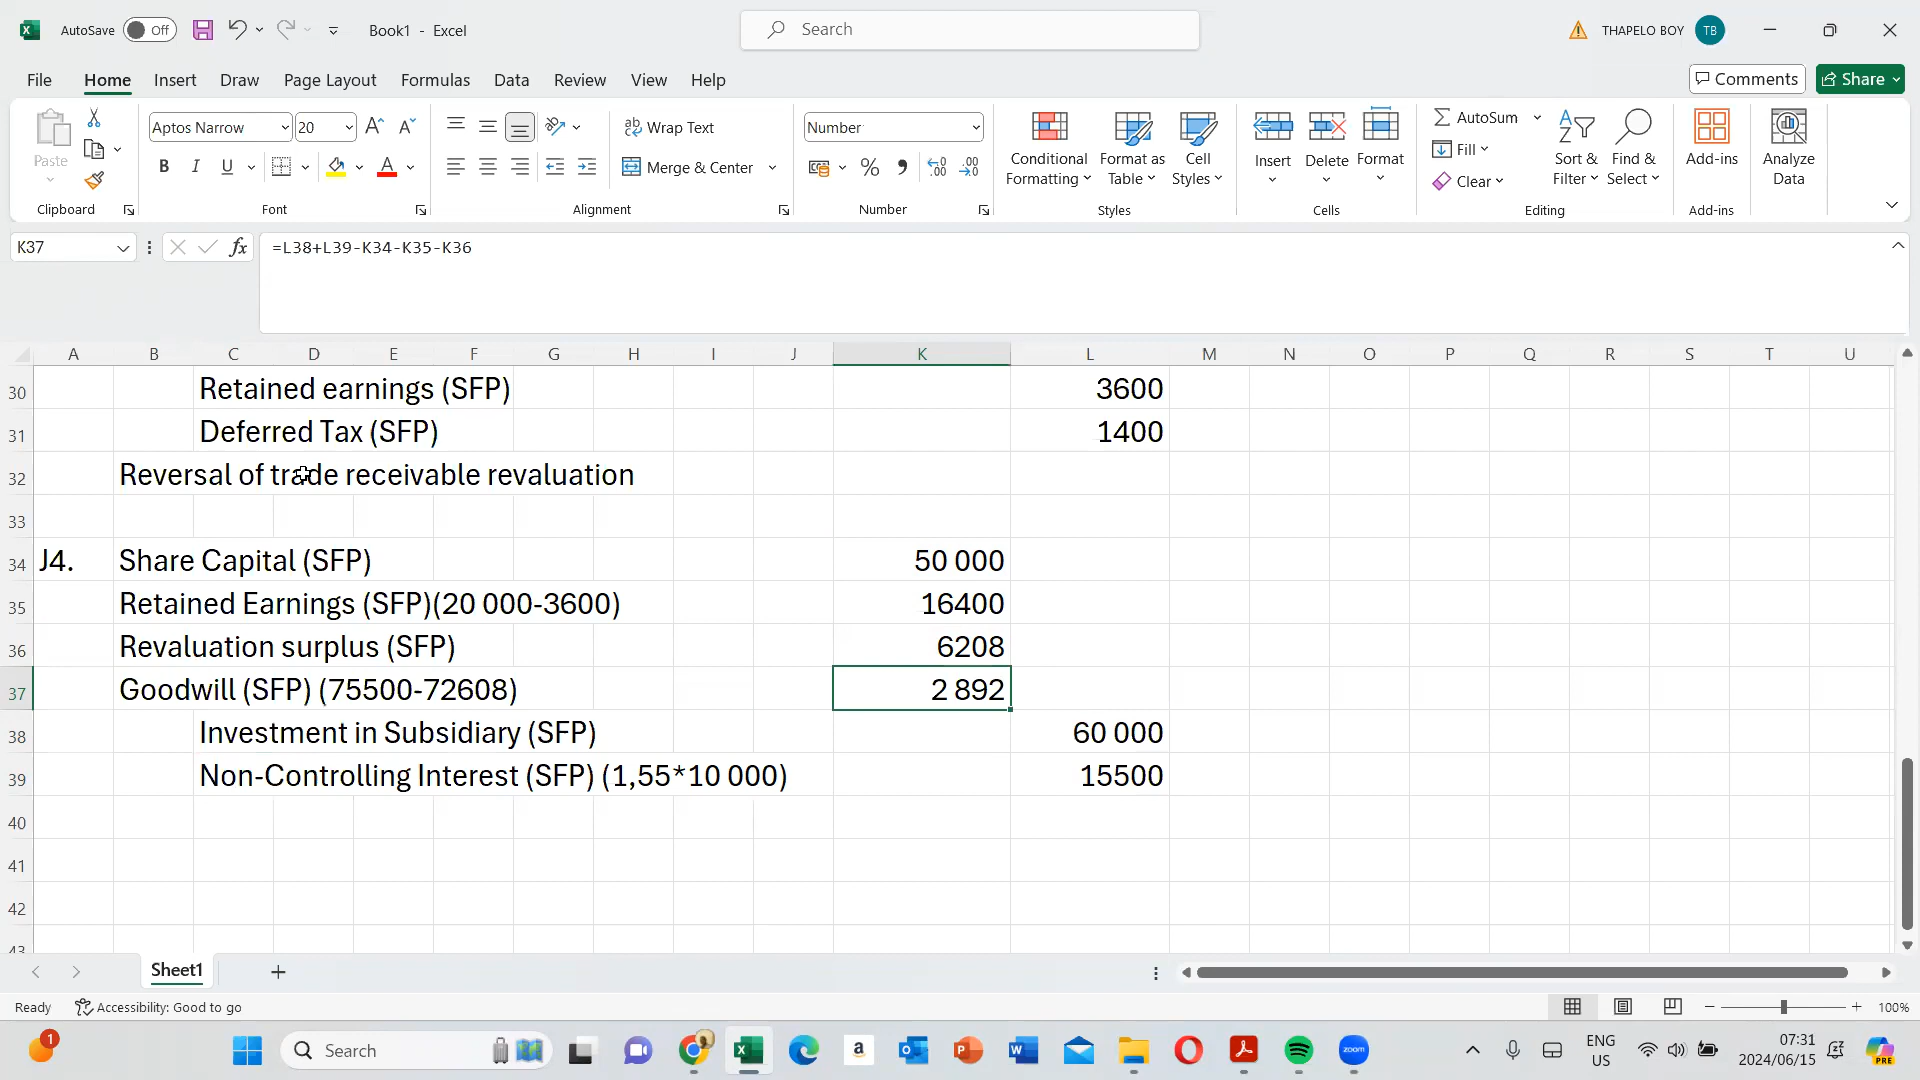 AutoSave Off Book1 - Excel Search THAPELO BOY TB
File Home Insert Draw Page Layout Formulas Data Review View Help Comments Share
Paste Aptos Narrow 20 Wrap Text Number Conditional Formatting Format as Table Cell Styles Insert Delete Format AutoSum Sort & Filter Find & Select Add-ins Analyze Data
B I U Merge & Center Fill Clear
Clipboard Font Alignment Number Styles Cells Editing Add-ins
K37 fx =L38+L39-K34-K35-K36
A B C D E F G H I J K L M N O P Q R S T U
30 Retained earnings (SFP) 3600
31 Deferred Tax (SFP) 1400
32 Reversal of trade receivable revaluation
33
34 J4. Share Capital (SFP) 50 000
35 Retained Earnings (SFP)(20 000-3600) 16400
36 Revaluation surplus (SFP) 6208
37 Goodwill (SFP) (75500-72608) 2 892
38 Investment in Subsidiary (SFP) 60 000
39 Non-Controlling Interest (SFP) (1,55*10 000) 15500
40
41
42
43
Sheet1
Ready Accessibility: Good to go 100%
1 Search a zoom ENG US 07:31 2024/06/15 PRE